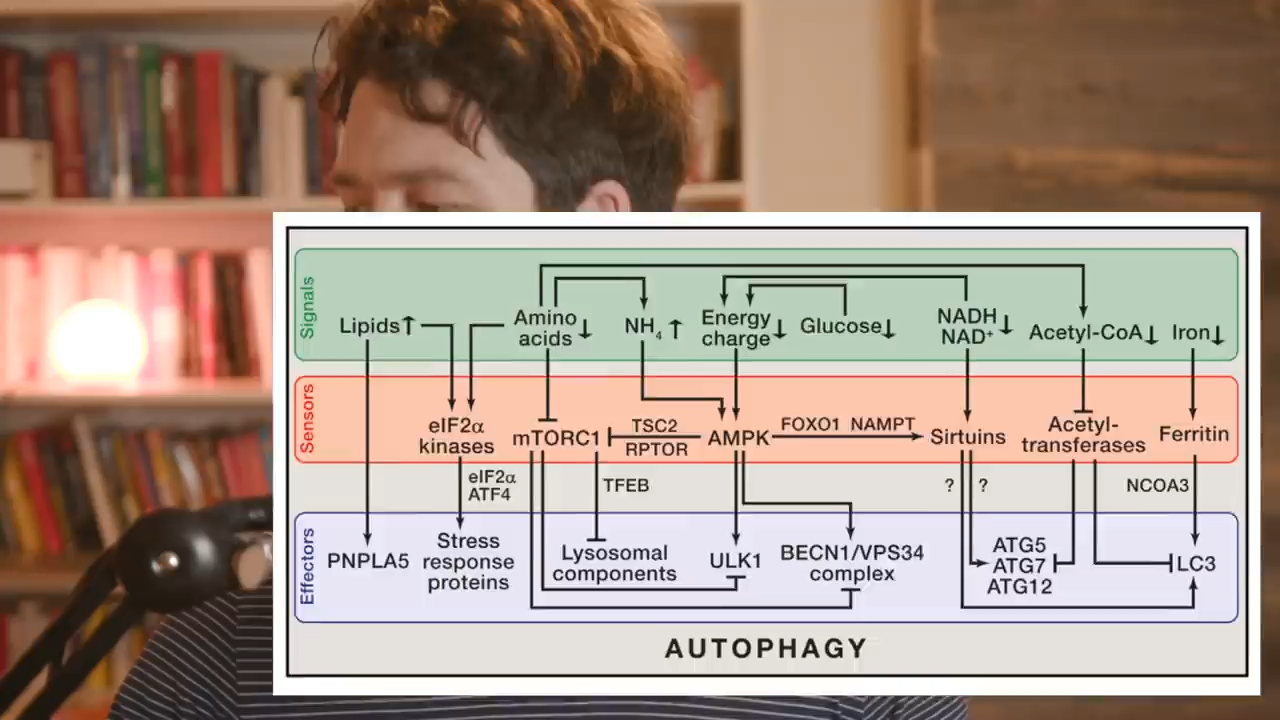 Signals
Lipids↑
Amino
acids↓
NH4↑
Energy
charge↓
Glucose↓
NADH
NAD+↓
Acetyl-CoA↓
Iron↓
Sensors
eIF2α
kinases
mTORC1
TSC2
RPTOR
AMPK
FOXO1 NAMPT
Sirtuins
Acetyl-
transferases
Ferritin
eIF2α
ATF4
TFEB
? ?
NCOA3
Effectors
PNPLA5
Stress
response
proteins
Lysosomal
components
ULK1
BECN1/VPS34
complex
ATG5
ATG7
ATG12
LC3
AUTOPHAGY